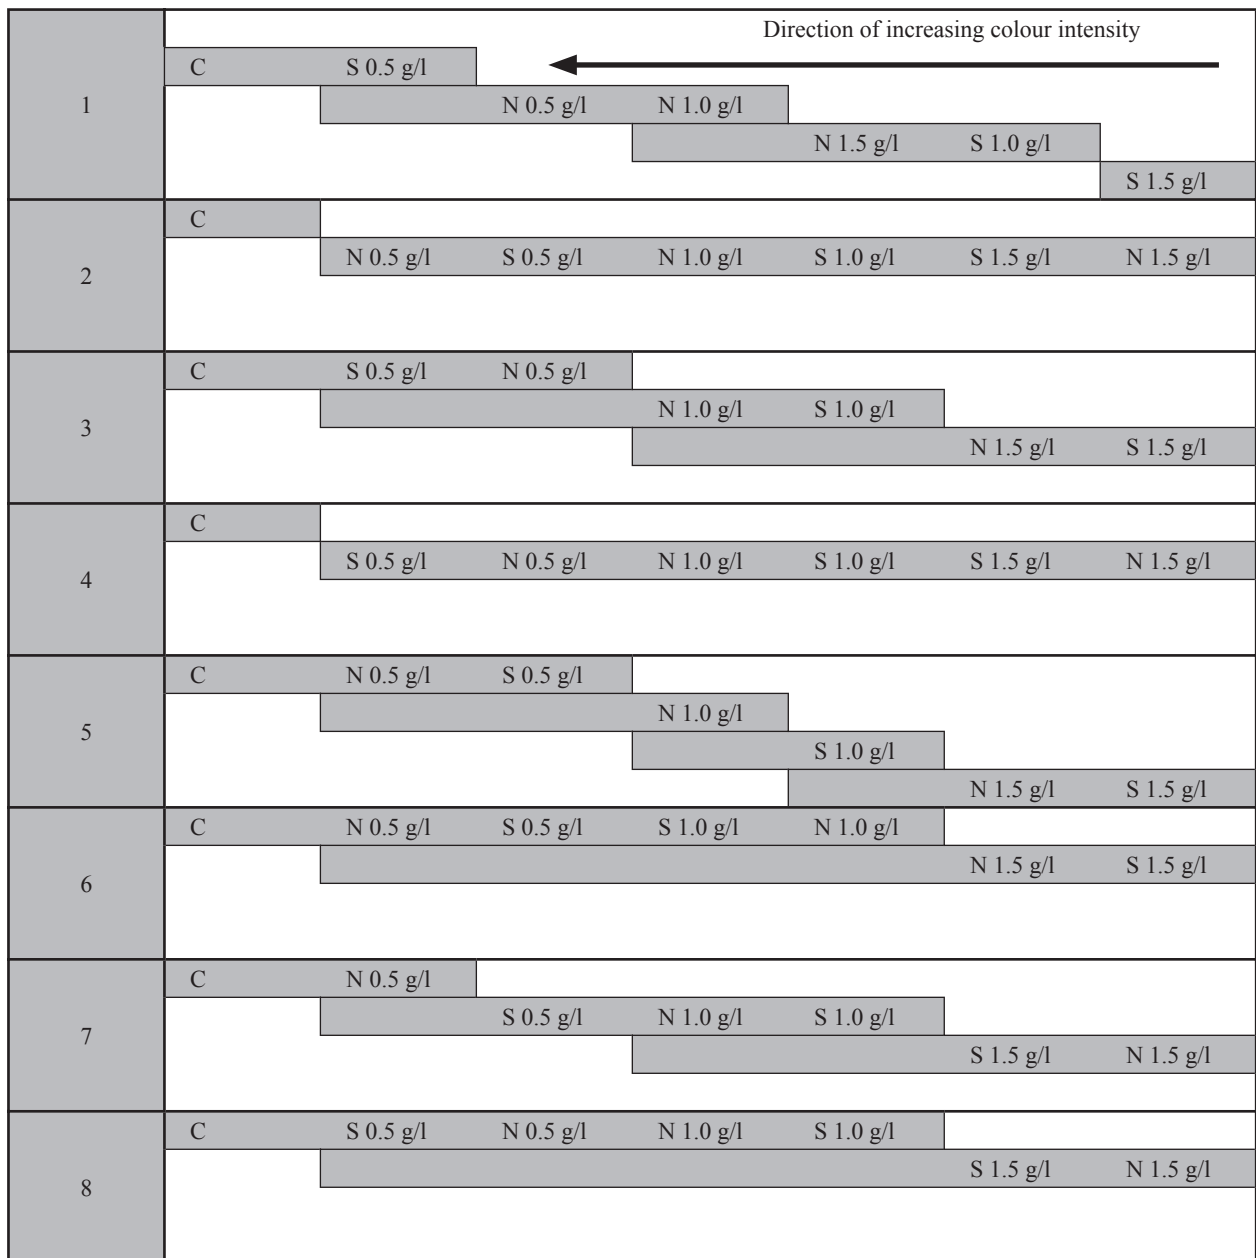 Direction of increasing colour intensity
C S 0.5 g/l
1
N 0.5 g/l N 1.0 g/l
N 1.5 g/l S 1.0 g/l
S 1.5 g/l
C
2
N 0.5 g/l S 0.5 g/l N 1.0 g/l S 1.0 g/l S 1.5 g/l N 1.5 g/l
C S 0.5 g/l N 0.5 g/l
3
N 1.0 g/l S 1.0 g/l
N 1.5 g/l S 1.5 g/l
C
4
S 0.5 g/l N 0.5 g/l N 1.0 g/l S 1.0 g/l S 1.5 g/l N 1.5 g/l
C N 0.5 g/l S 0.5 g/l
5
N 1.0 g/l
S 1.0 g/l
N 1.5 g/l S 1.5 g/l
C N 0.5 g/l S 0.5 g/l S 1.0 g/l N 1.0 g/l
6
N 1.5 g/l S 1.5 g/l
C N 0.5 g/l
7
S 0.5 g/l N 1.0 g/l S 1.0 g/l
S 1.5 g/l N 1.5 g/l
C S 0.5 g/l N 0.5 g/l N 1.0 g/l S 1.0 g/l
8
S 1.5 g/l N 1.5 g/l